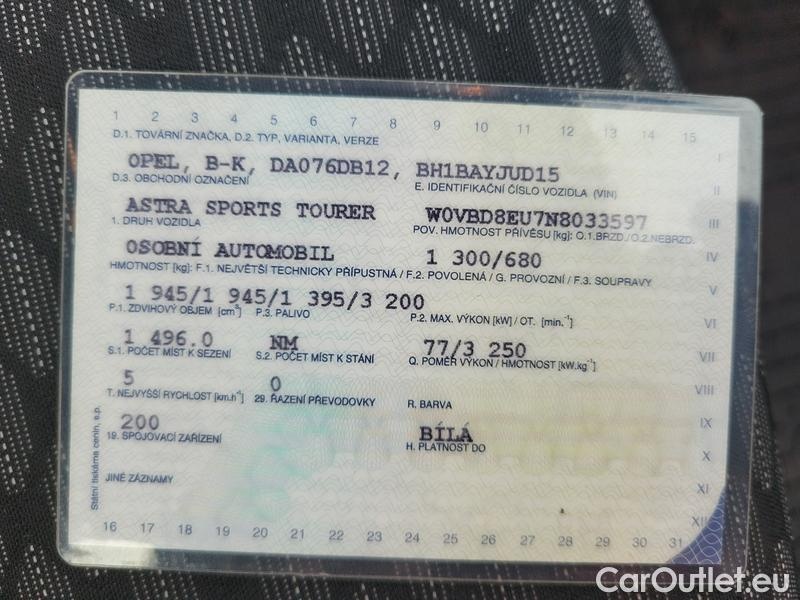 1 2 3 4 5 6 7 8 9 10 11 12 13 14 15
D.1. TOVÁRNÍ ZNAČKA, D.2. TYP, VARIANTA, VERZE
I
OPEL, B-K, DA076DB12, BH1BAYJUD15
D.3. OBCHODNÍ OZNAČENÍ E. IDENTIFIKAČNÍ ČÍSLO VOZIDLA (VIN) II
ASTRA SPORTS TOURER W0VBD8EU7N8033597 III
1. DRUH VOZIDLA POV. HMOTNOST PŘÍVĚSU [kg]: O.1.BRZD./O.2.NEBRZD.
OSOBNÍ AUTOMOBIL 1 300/680 IV
HMOTNOST [kg]: F.1. NEJVĚTŠÍ TECHNICKY PŘÍPUSTNÁ / F.2. POVOLENÁ / G. PROVOZNÍ / F.3. SOUPRAVY
1 945/1 945/1 395/3 200 V
P.1. ZDVIHOVÝ OBJEM [cm³] P.3. PALIVO P.2. MAX. VÝKON [kW] / OT. [min.⁻¹] VI
1 496.0 NM 77/3 250 VII
S.1. POČET MÍST K SEZENÍ S.2. POČET MÍST K STÁNÍ Q. POMĚR VÝKON / HMOTNOST [kW.kg⁻¹]
5 0 VIII
T. NEJVYŠŠÍ RYCHLOST [km.h⁻¹] 29. ŘAZENÍ PŘEVODOVKY R. BARVA
200 BÍLÁ IX
19. SPOJOVACÍ ZAŘÍZENÍ H. PLATNOST DO X
JINÉ ZÁZNAMY XI
XII
16 17 18 19 20 21 22 23 24 25 26 27 28 29 30 31
Státní tiskárna cenin, s.p.
CarOutlet.eu